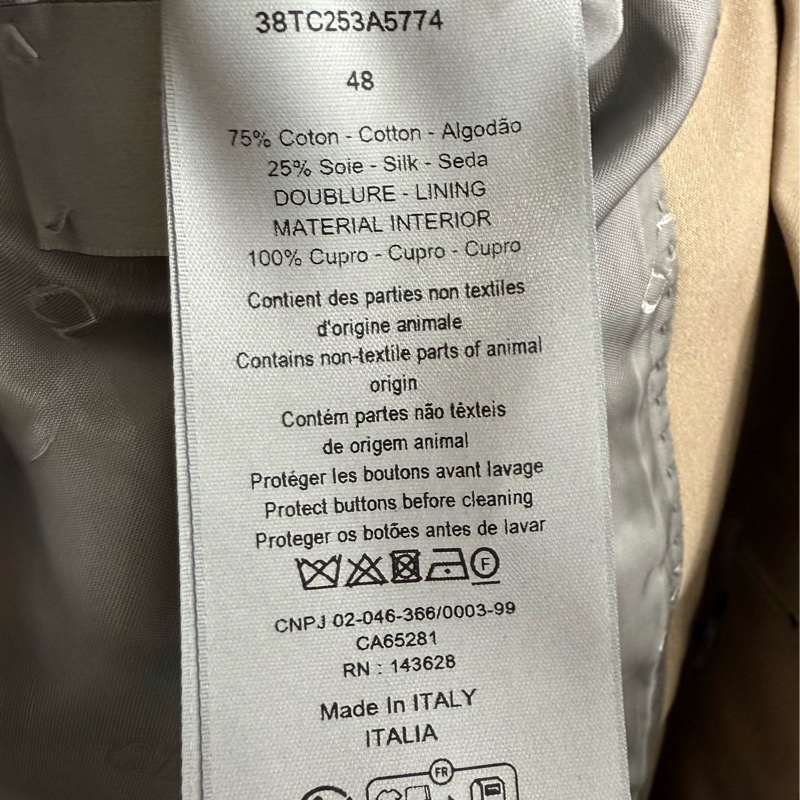 38TC253A5774
48
75% Coton - Cotton - Algodão
25% Soie - Silk - Seda
DOUBLURE - LINING
MATERIAL INTERIOR
100% Cupro - Cupro - Cupro
Contient des parties non textiles
d'origine animale
Contains non-textile parts of animal
origin
Contém partes não têxteis
de origem animal
Protéger les boutons avant lavage
Protect buttons before cleaning
Proteger os botões antes de lavar
F
CNPJ 02-046-366/0003-99
CA65281
RN : 143628
Made In ITALY
ITALIA
FR